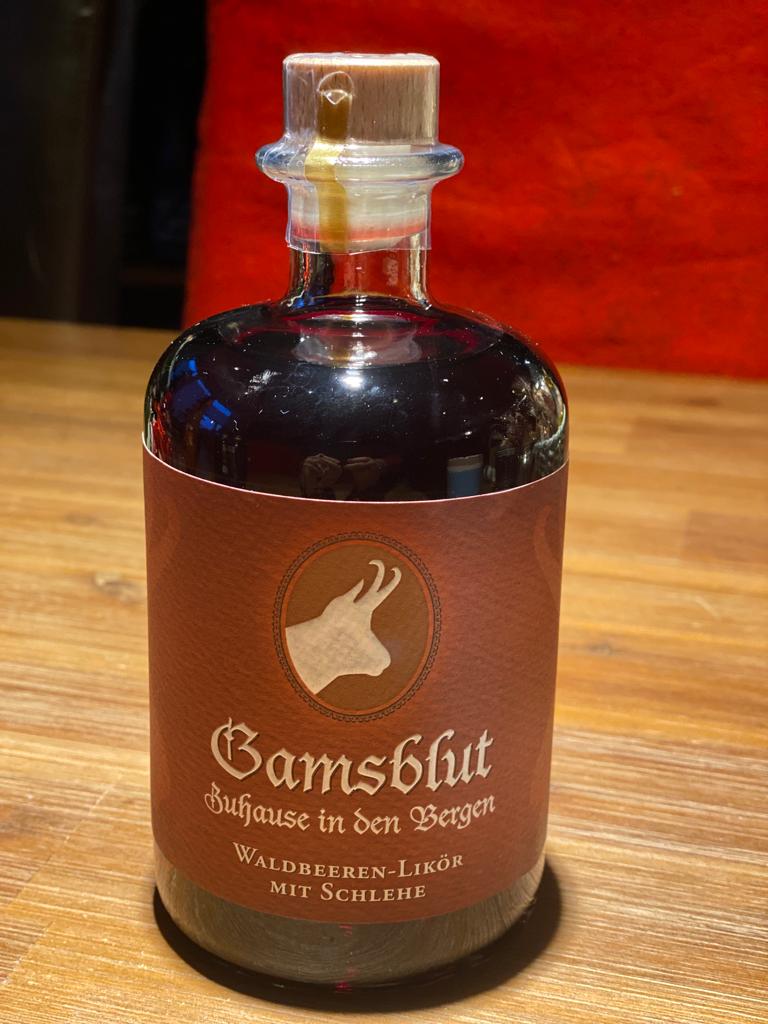 Gamsblut
Zuhause in den Bergen
Waldbeeren-Likör
mit Schlehe